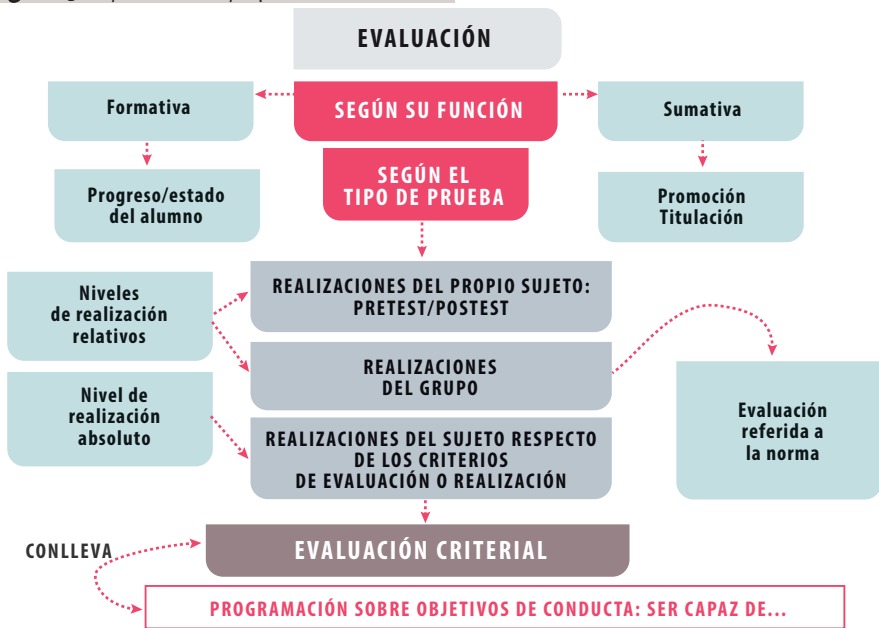 EVALUACIÓN
Formativa
SEGÚN SU FUNCIÓN
Sumativa
Progreso/estado
del alumno
SEGÚN EL
TIPO DE PRUEBA
Promoción
Titulación
Niveles
de realización
relativos
REALIZACIONES DEL PROPIO SUJETO:
PRETEST/POSTEST
REALIZACIONES
DEL GRUPO
Nivel de
realización
absoluto
Evaluación
referida a
la norma
REALIZACIONES DEL SUJETO RESPECTO
DE LOS CRITERIOS
DE EVALUACIÓN O REALIZACIÓN
CONLLEVA
EVALUACIÓN CRITERIAL
PROGRAMACIÓN SOBRE OBJETIVOS DE CONDUCTA: SER CAPAZ DE...